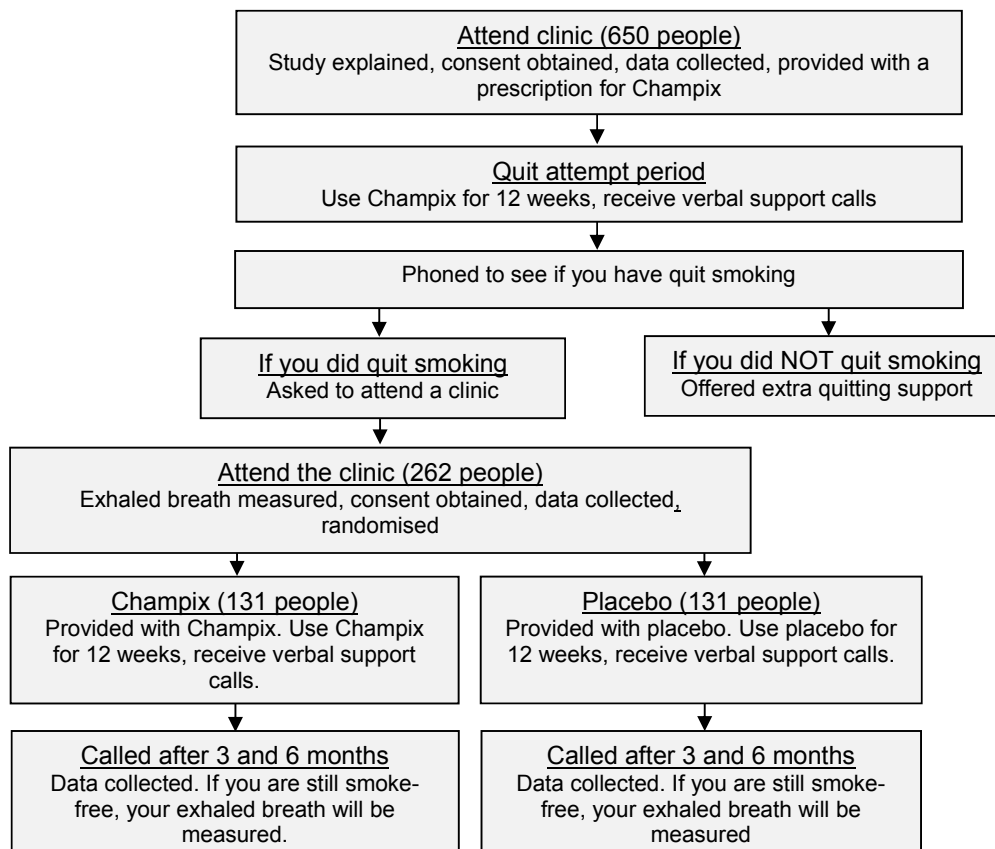 Attend clinic (650 people)
Study explained, consent obtained, data collected, provided with a
prescription for Champix
Quit attempt period
Use Champix for 12 weeks, receive verbal support calls
Phoned to see if you have quit smoking
If you did quit smoking
Asked to attend a clinic
If you did NOT quit smoking
Offered extra quitting support
Attend the clinic (262 people)
Exhaled breath measured, consent obtained, data collected,
randomised
Champix (131 people)
Provided with Champix. Use Champix
for 12 weeks, receive verbal support
calls.
Placebo (131 people)
Provided with placebo. Use placebo for
12 weeks, receive verbal support calls.
Called after 3 and 6 months
Data collected. If you are still smoke-
free, your exhaled breath will be
measured.
Called after 3 and 6 months
Data collected. If you are still smoke-
free, your exhaled breath will be
measured